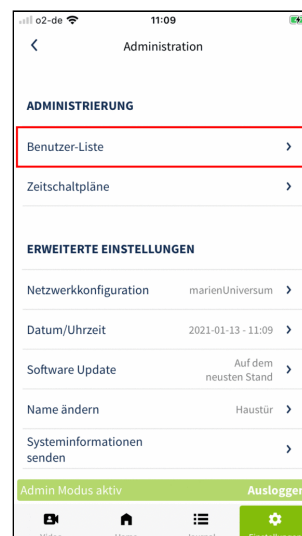 o2-de 11:09
Administration
ADMINISTRIERUNG
Benutzer-Liste
Zeitschaltpläne
ERWEITERTE EINSTELLUNGEN
Netzwerkkonfiguration marienUniversum
Datum/Uhrzeit 2021-01-13 - 11:09
Software Update Auf dem
neusten Stand
Name ändern Haustür
Systeminformationen
senden
Admin Modus aktiv Ausloggen